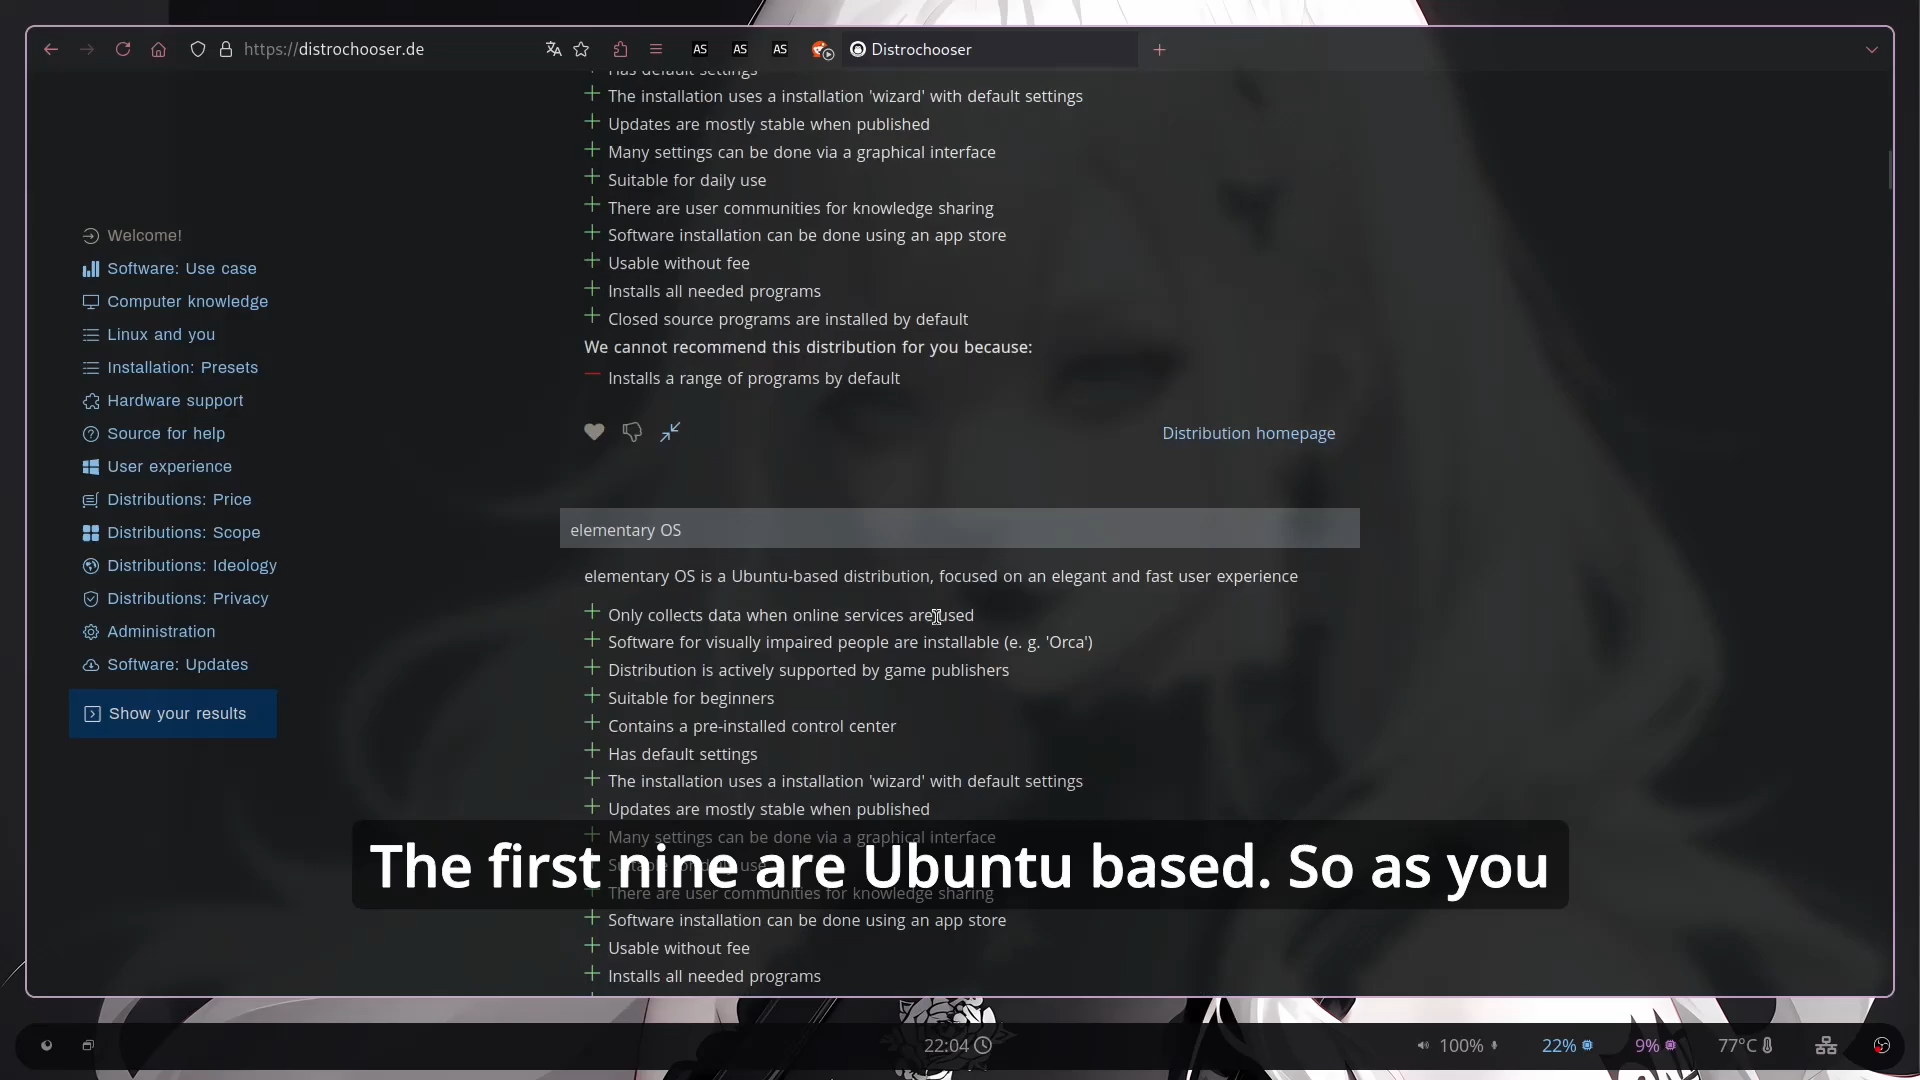 https://distrochooser.de
AS
AS
AS
Distrochooser
Has default settings
The installation uses a installation 'wizard' with default settings
Updates are mostly stable when published
Many settings can be done via a graphical interface
Suitable for daily use
There are user communities for knowledge sharing
Software installation can be done using an app store
Usable without fee
Installs all needed programs
Closed source programs are installed by default
We cannot recommend this distribution for you because:
Installs a range of programs by default
Distribution homepage
Welcome!
Software: Use case
Computer knowledge
Linux and you
Installation: Presets
Hardware support
Source for help
User experience
Distributions: Price
Distributions: Scope
Distributions: Ideology
Distributions: Privacy
Administration
Software: Updates
Show your results
elementary OS
elementary OS is a Ubuntu-based distribution, focused on an elegant and fast user experience
Only collects data when online services are used
Software for visually impaired people are installable (e. g. 'Orca')
Distribution is actively supported by game publishers
Suitable for beginners
Contains a pre-installed control center
Has default settings
The installation uses a installation 'wizard' with default settings
Updates are mostly stable when published
Many settings can be done via a graphical interface
Suitable for daily use
There are user communities for knowledge sharing
Software installation can be done using an app store
Usable without fee
Installs all needed programs
The first nine are Ubuntu based. So as you
22:04
100%
22%
9%
77°C